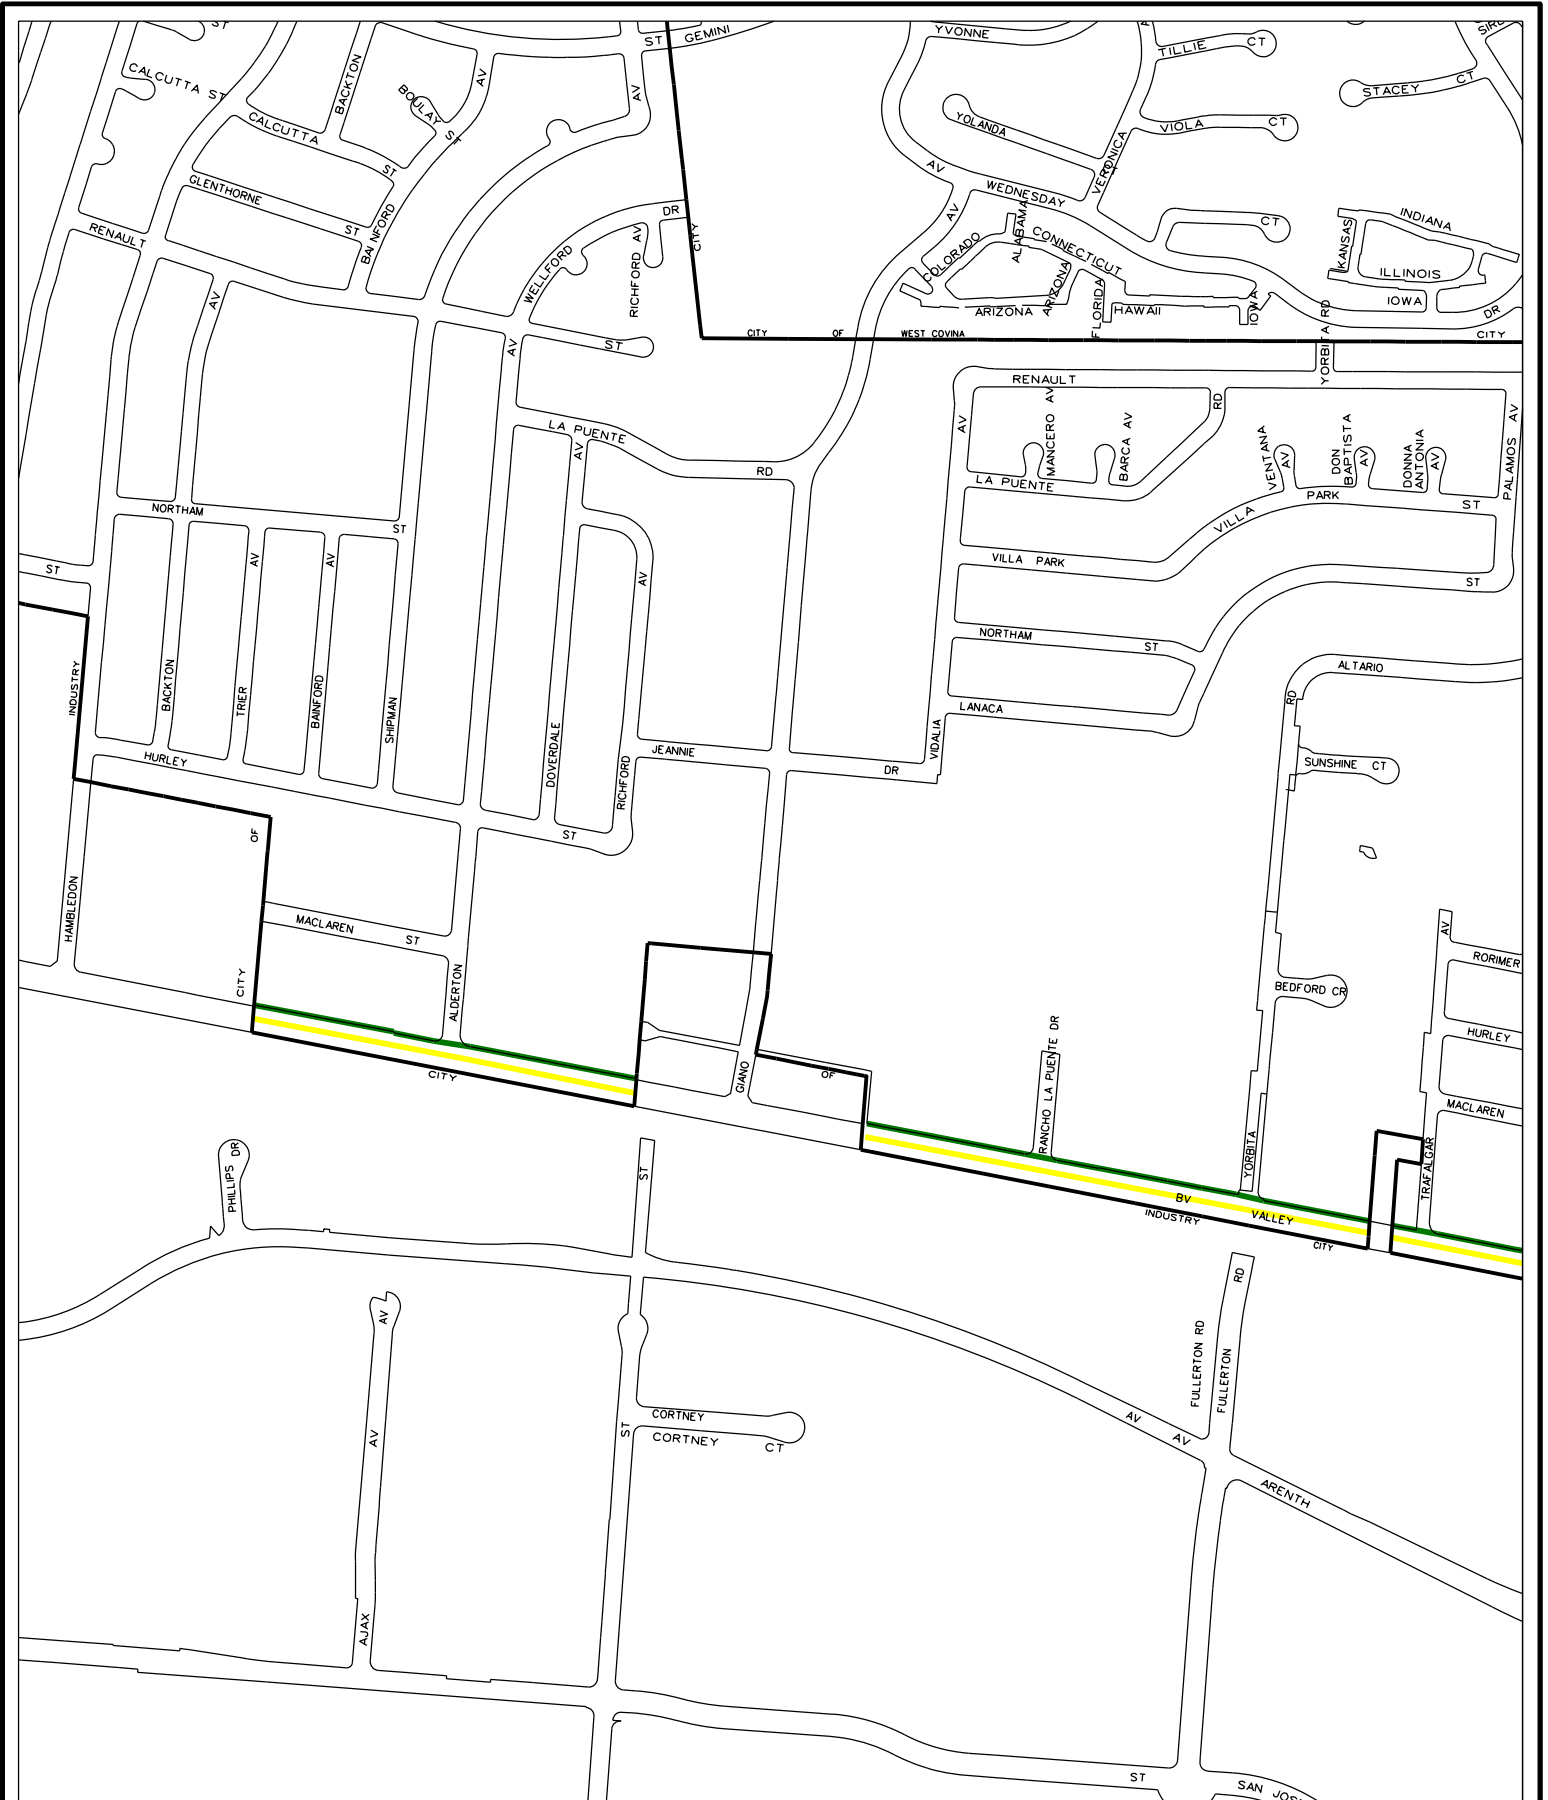 ST
GEMINI
ST
YVONNE
TILLIE
CT
CALCUTTA ST
BACKTON
AV
BOULAY ST
AV
STACEY
CT
CALCUTTA
ST
YOLANDA
VIOLA
CT
VERONICA
AV
GLENTHORNE
ST
WEDNESDAY
RENAULT
BAINFORD
DR
CITY
AV
ALABAMA
CT
INDIANA
WELLFORD
RICHFORD AV
COLORADO
CONNECTICUT
KANSAS
AV
ARIZONA
ARIZONA
FLORIDA
HAWAII
IOWA
ILLINOIS
IOWA
DR
ST
AV
CITY
OF
WEST COVINA
YORBITA RD
CITY
RENAULT
LA PUENTE
RD
AV
AV
MANCERO AV
BARCA AV
RD
VENTANA
AV
DON
BAPTISTA
AV
DONNA
ANTONIA
AV
PALAMOS AV
LA PUENTE
VILLA
PARK
ST
NORTHAM
ST
ST
AV
AV
AV
VILLA PARK
ST
INDUSTRY
BACKTON
TRIER
BAINFORD
SHIPMAN
NORTHAM
ST
ALTARIO
RD
LANACA
HURLEY
DOVERDALE
RICHFORD
JEANNIE
DR
VIDALIA
SUNSHINE CT
OF
ST
HAMBLEDON
MACLAREN
ST
CITY
ALDERTON
AV
RORIMER
BEDFORD CR
HURLEY
RANCHO LA PUENTE DR
CITY
GIANO
OF
MACLAREN
YORBITA
TRAFALGAR
PHILLIPS DR
ST
BV
VALLEY
INDUSTRY
CITY
RD
AV
FULLERTON RD
FULLERTON
CORTNEY
CORTNEY
CT
ST
AV
AV
AV
ARENTH
AJAX
ST